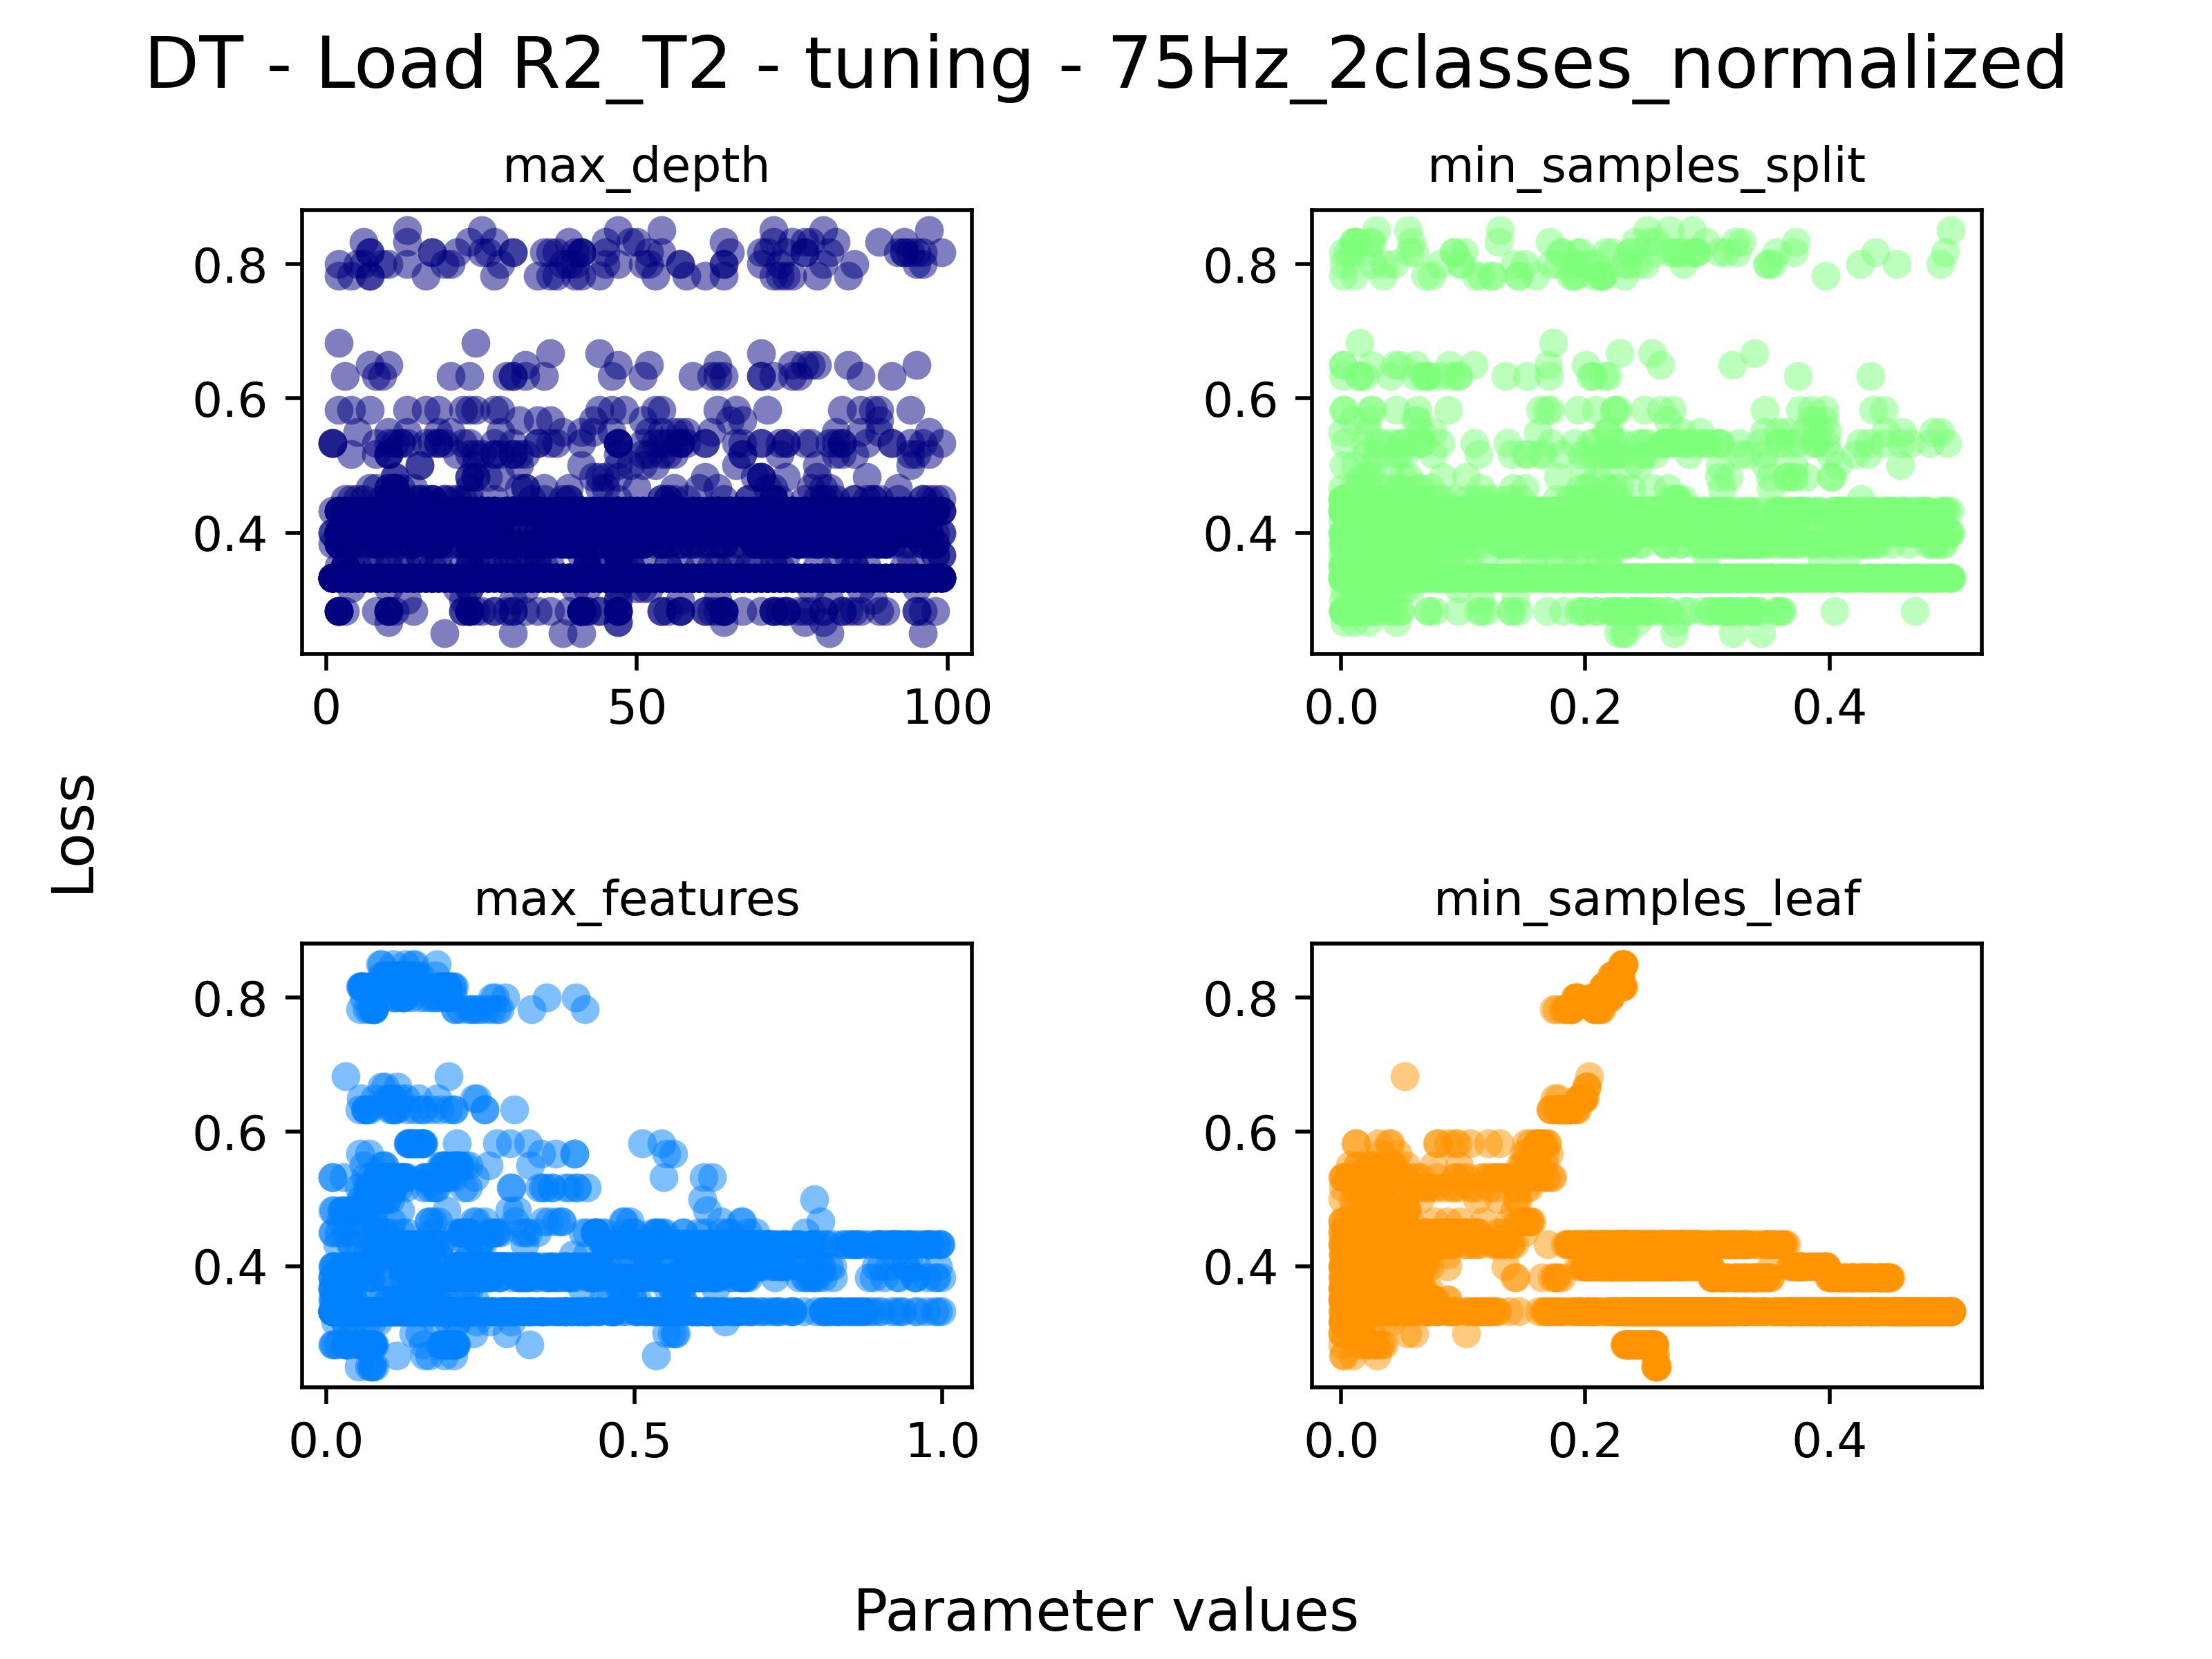 DT - Load R2_T2 - tuning - 75Hz_2classes_normalized
max_depth
0.8
0.6
0.4
0 50 100
min_samples_split
0.8
0.6
0.4
0.0 0.2 0.4
Loss
max_features
0.8
0.6
0.4
0.0 0.5 1.0
min_samples_leaf
0.8
0.6
0.4
0.0 0.2 0.4
Parameter values